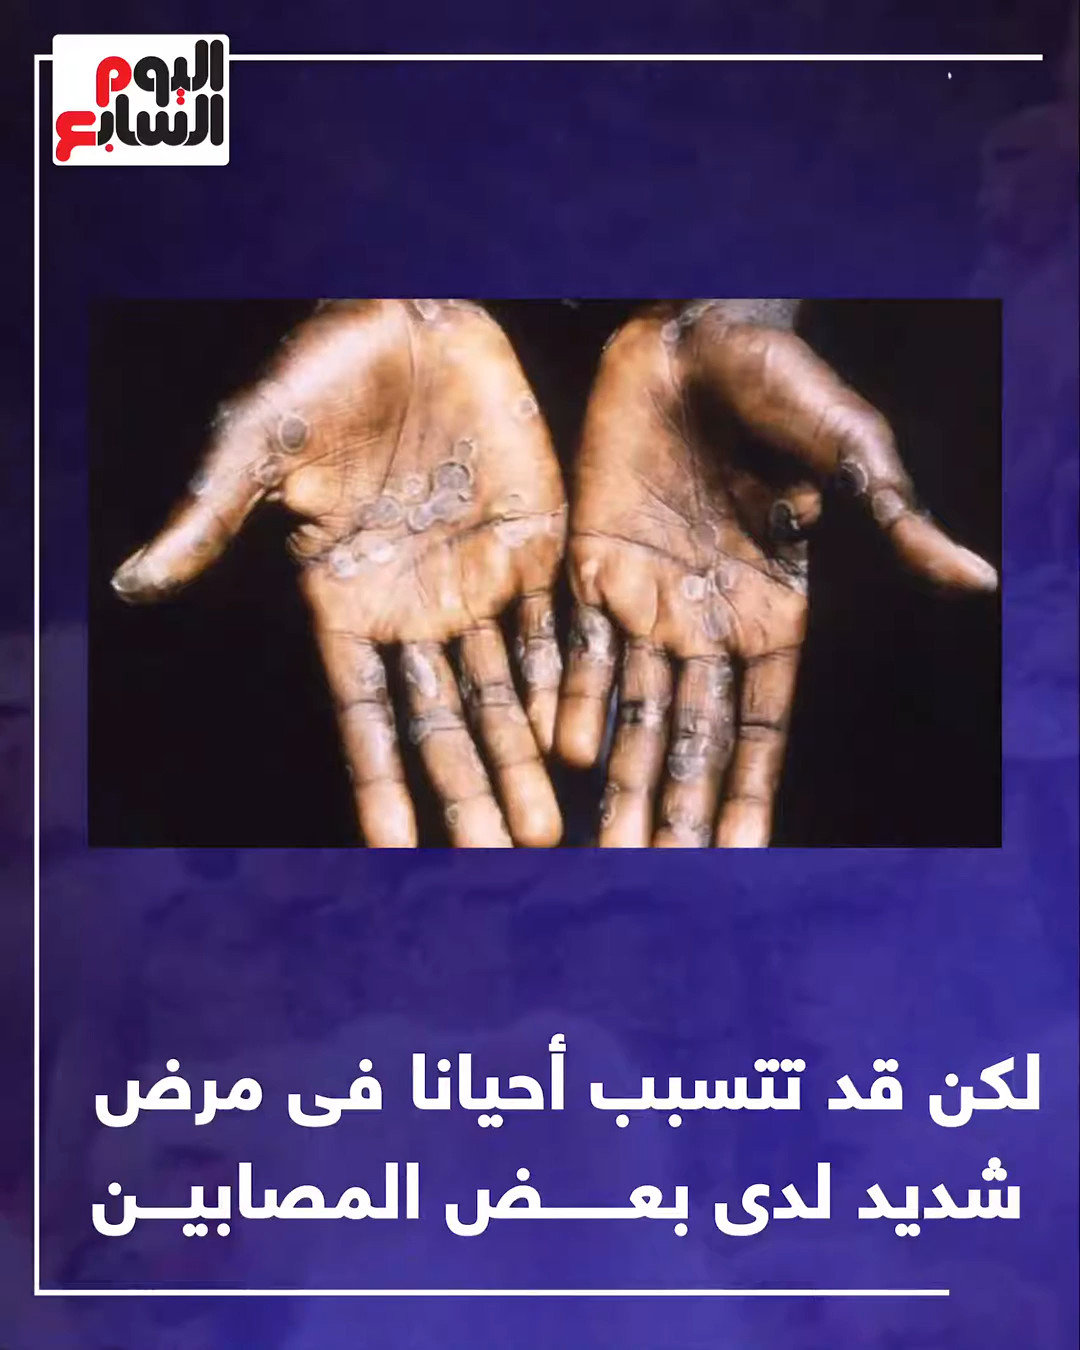 اليوم
السابع
لكن قد تتسبب أحيانا فى مرض
شديد لدى بعـــض المصابيــن